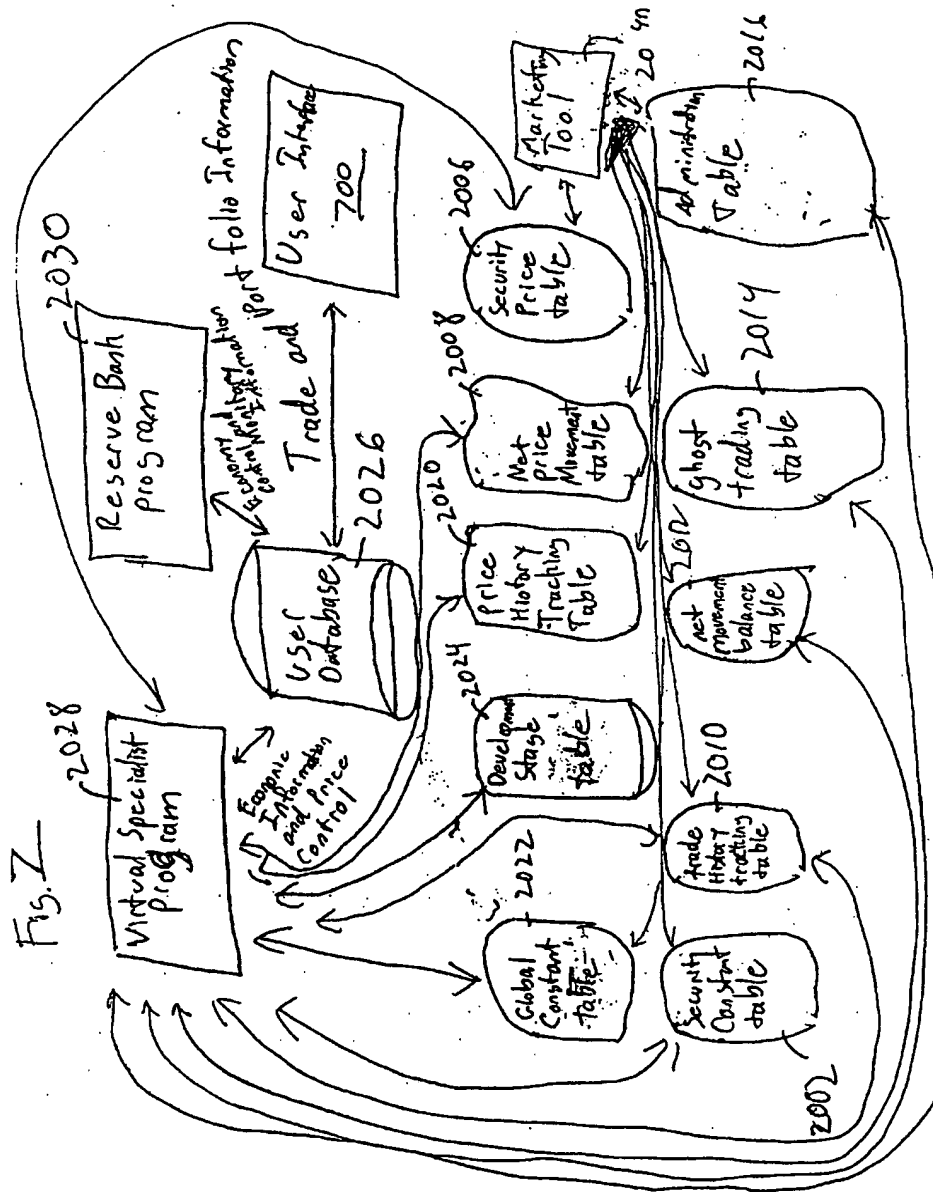 Fig. 7
2028
Virtual Specialist
Program
2030
Reserve Bank
program
Economic
Information
and Price
Control
User
Database
2026
Trade and
Portfolio Information
User Interface
700
2022
Global
Constant
table
2024
Development
Stage
table
2020
Price
History
Tracking
Table
2008
Net
price
Movement
table
2006
Security
Price
table
Marketing
Tool
2002
Security
Constant
table
2010
trade
History
tracking
table
2012
net
movement
balance
table
2014
ghost
trading
table
2016
Administration
table
...